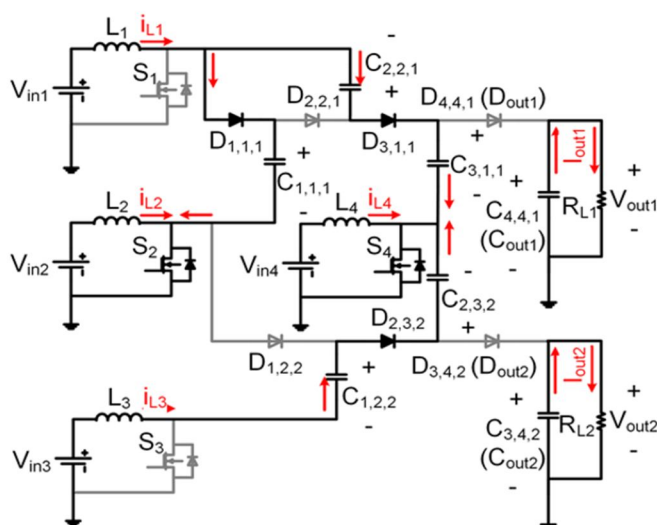 L1 iL1 -
S1 C2,2,1
Vin1 + D2,2,1 + D4,4,1 (Dout1)
D1,1,1 + D3,1,1 + Iout1 +
L2 iL2 C1,1,1 L4 iL4 - C3,1,1 - + C4,4,1 RL1 Vout1
S2 - S4 (Cout1) -
Vin2 + Vin4 + - - C2,3,2
D2,3,2 + +
D1,2,2 + D3,4,2 (Dout2) Iout2 +
L3 iL3 C1,2,2 + RL2 Vout2
S3 - C3,4,2 -
Vin3 + (Cout2)
-